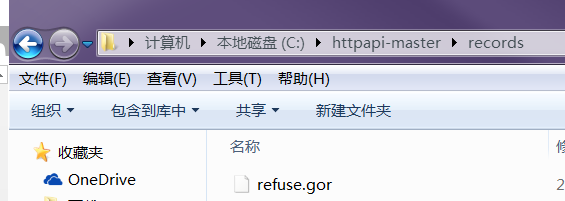 计算机 本地磁盘 (C:) httpapi-master records
文件(F) 编辑(E) 查看(V) 工具(T) 帮助(H)
组织 包含到库中 共享 新建文件夹
名称
收藏夹
OneDrive
refuse.gor
2